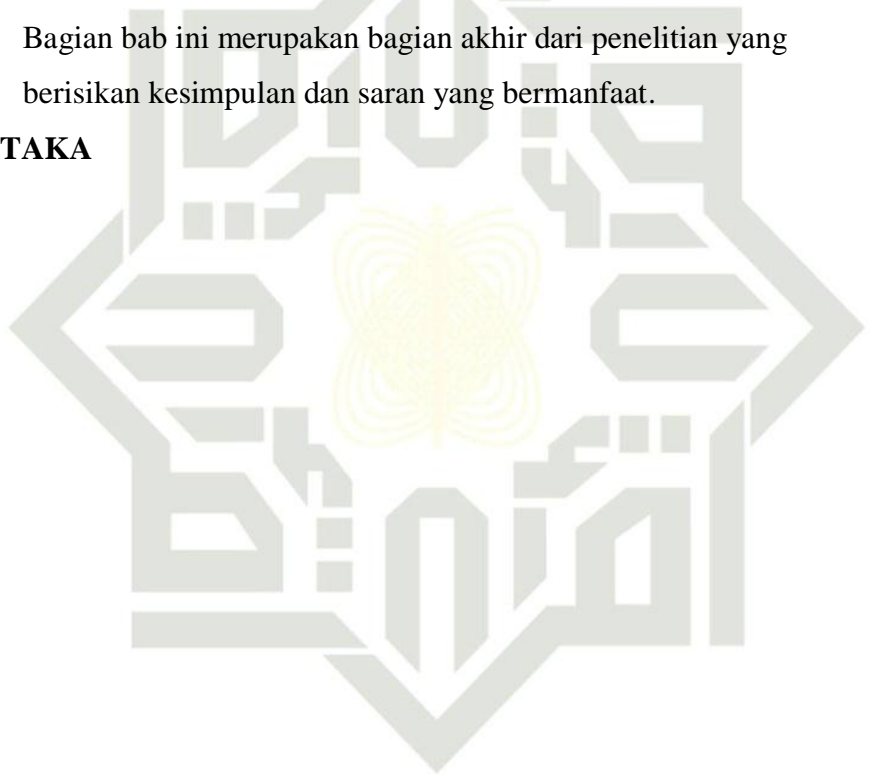 Bagian bab ini merupakan bagian akhir dari penelitian yang
berisikan kesimpulan dan saran yang bermanfaat.
TAKA